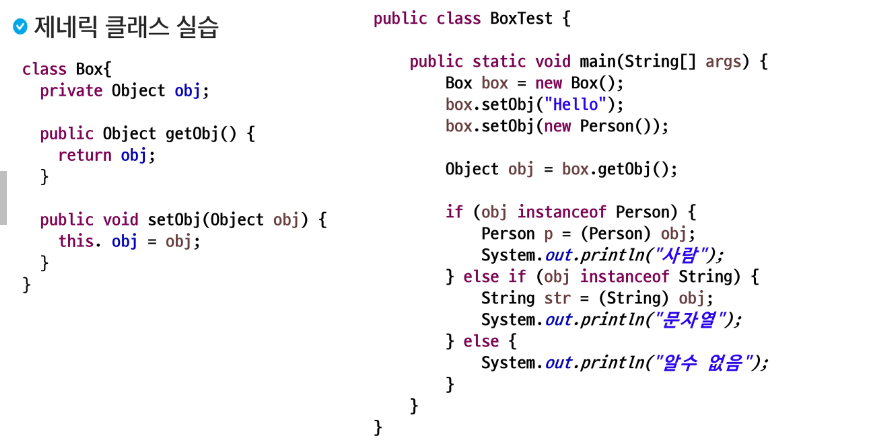 제네릭 클래스 실습
class Box{
private Object obj;
public Object getObj() {
return obj;
}
public void setObj(Object obj) {
this. obj = obj;
}
}
public class BoxTest {
public static void main(String[] args) {
Box box = new Box();
box.setObj("Hello");
box.setObj(new Person());
Object obj = box.getObj();
if (obj instanceof Person) {
Person p = (Person) obj;
System.out.println("사람");
} else if (obj instanceof String) {
String str = (String) obj;
System.out.println("문자열");
} else {
System.out.println("알수 없음");
}
}
}